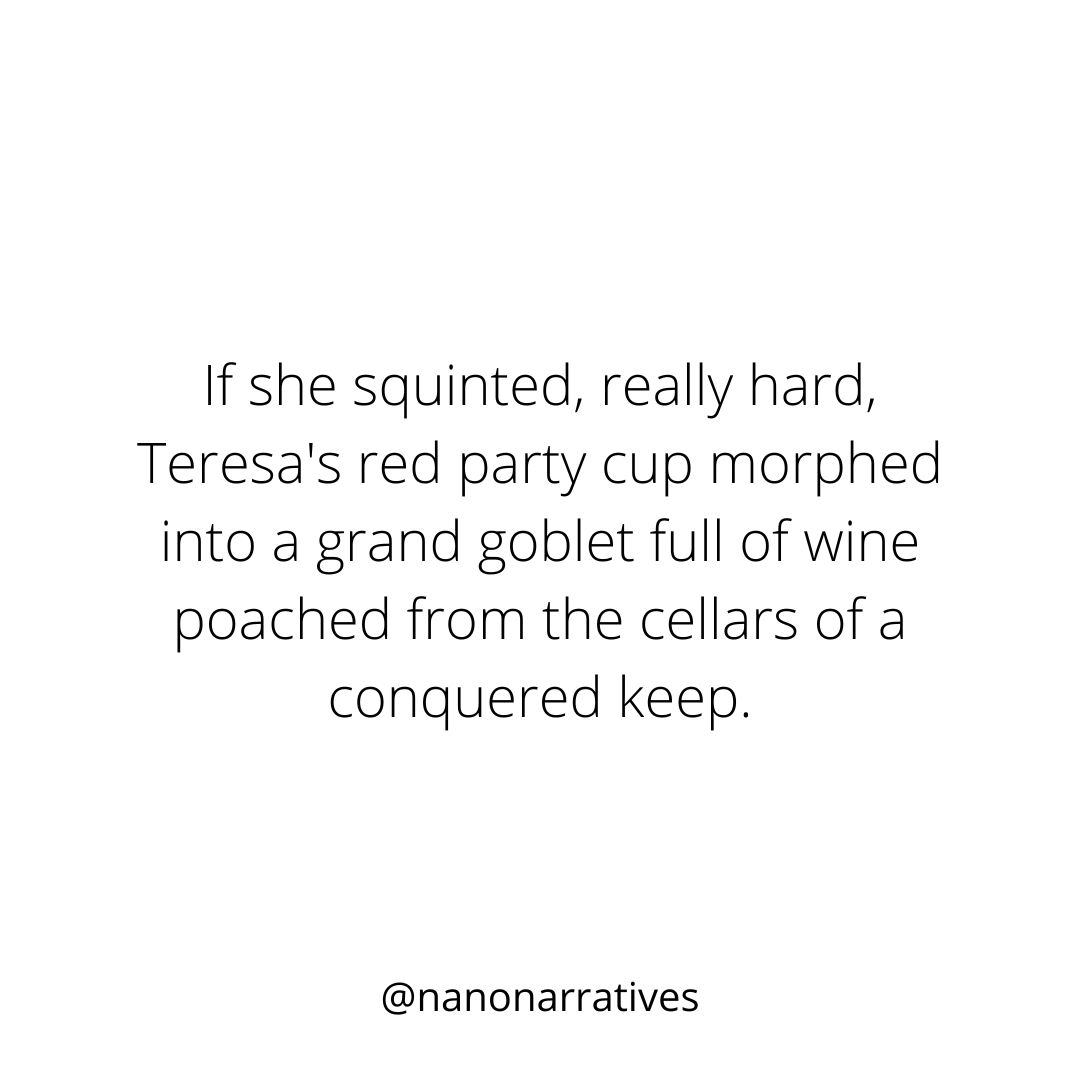 If she squinted, really hard,
Teresa's red party cup morphed
into a grand goblet full of wine
poached from the cellars of a
conquered keep.
@nanonarratives